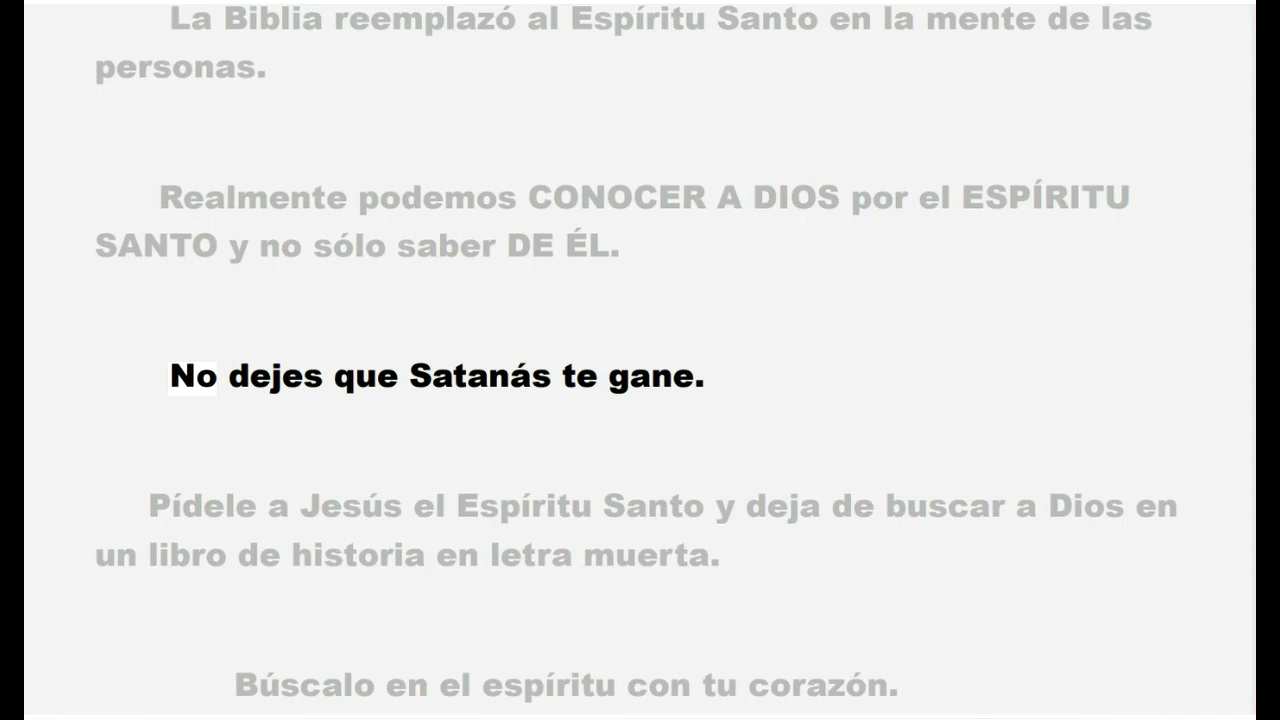 La Biblia reemplazó al Espíritu Santo en la mente de las
personas.
Realmente podemos CONOCER A DIOS por el ESPÍRITU
SANTO y no sólo saber DE ÉL.
No dejes que Satanás te gane.
Pídele a Jesús el Espíritu Santo y deja de buscar a Dios en
un libro de historia en letra muerta.
Búscalo en el espíritu con tu corazón.